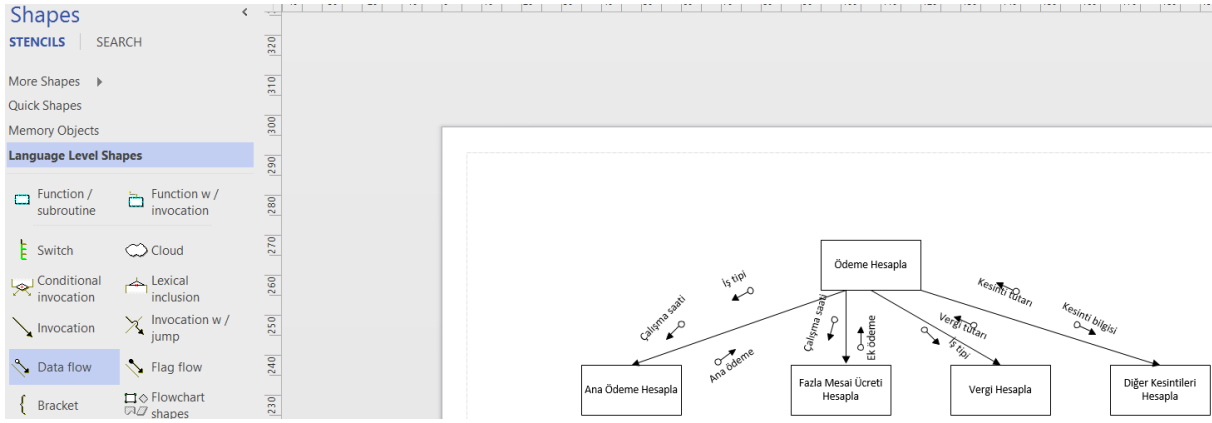 Shapes
STENCILS
SEARCH
More Shapes
Quick Shapes
Memory Objects
Language Level Shapes
Function /
subroutine
Function w /
invocation
Switch
Cloud
Conditional
invocation
Lexical
inclusion
Invocation
Invocation w /
jump
Data flow
Flag flow
Bracket
Flowchart
shapes
320
310
300
290
280
270
260
250
240
230
Ödeme Hesapla
İş tipi
Çalışma saati
Ana ödeme
Çalışma saati
Ek ödeme
Vergi tutarı
İş tipi
Kesinti tutarı
Kesinti bilgisi
Ana Ödeme Hesapla
Fazla Mesai Ücreti
Hesapla
Vergi Hesapla
Diğer Kesintileri
Hesapla